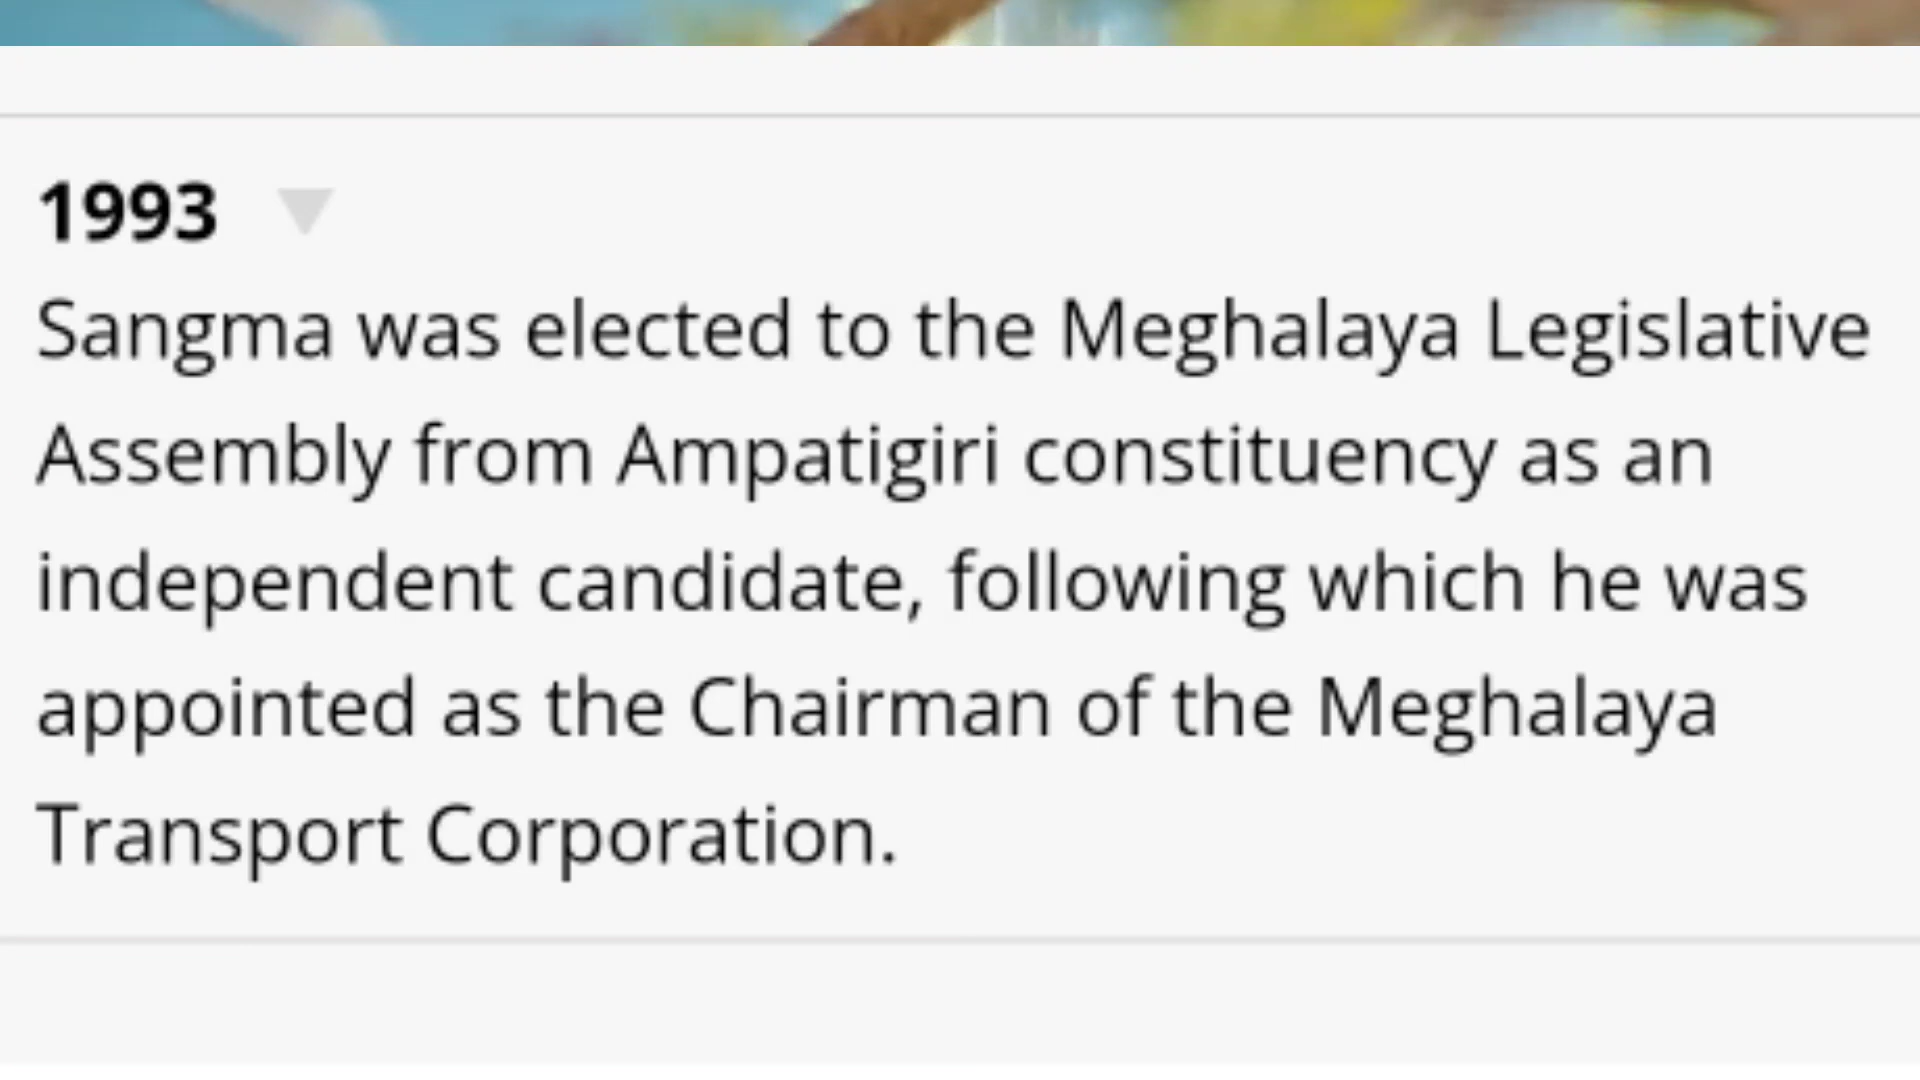 1993
Sangma was elected to the Meghalaya Legislative
Assembly from Ampatigiri constituency as an
independent candidate, following which he was
appointed as the Chairman of the Meghalaya
Transport Corporation.